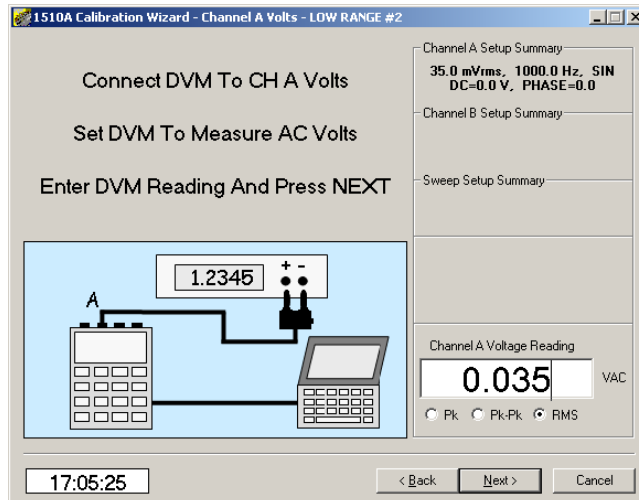 1510A Calibration Wizard - Channel A Volts - LOW RANGE #2
Connect DVM To CH A Volts
Set DVM To Measure AC Volts
Enter DVM Reading And Press NEXT
1.2345
+ -
A
Channel A Setup Summary
35.0 mVrms, 1000.0 Hz, SIN
DC=0.0 V, PHASE=0.0
Channel B Setup Summary
Sweep Setup Summary
Channel A Voltage Reading
0.035 VAC
Pk Pk-Pk RMS
17:05:25
< Back Next > Cancel